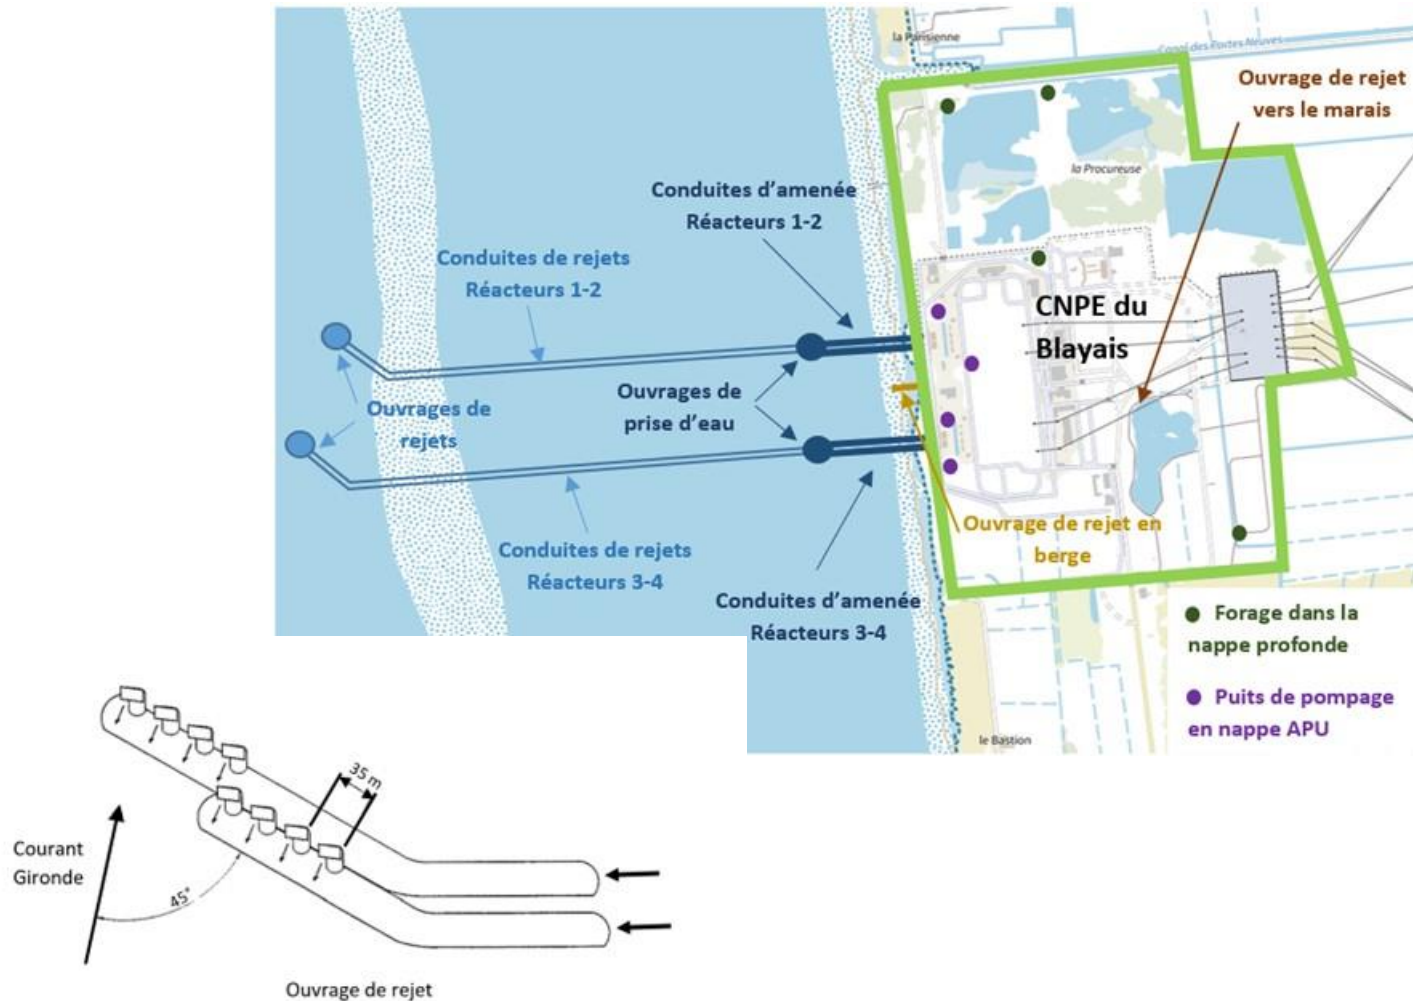 la Parisienne
Canal des Portes Neuves
Ouvrage de rejet
vers le marais
la Procureuse
Conduites d'amenée
Réacteurs 1-2
Conduites de rejets
Réacteurs 1-2
CNPE du
Blayais
Ouvrages de
rejets
Ouvrages de
prise d'eau
Ouvrage de rejet en
berge
Conduites de rejets
Réacteurs 3-4
Conduites d'amenée
Réacteurs 3-4
Forage dans la
nappe profonde
Puits de pompage
en nappe APU
le Bastion
35 m
Courant
Gironde
45°
Ouvrage de rejet